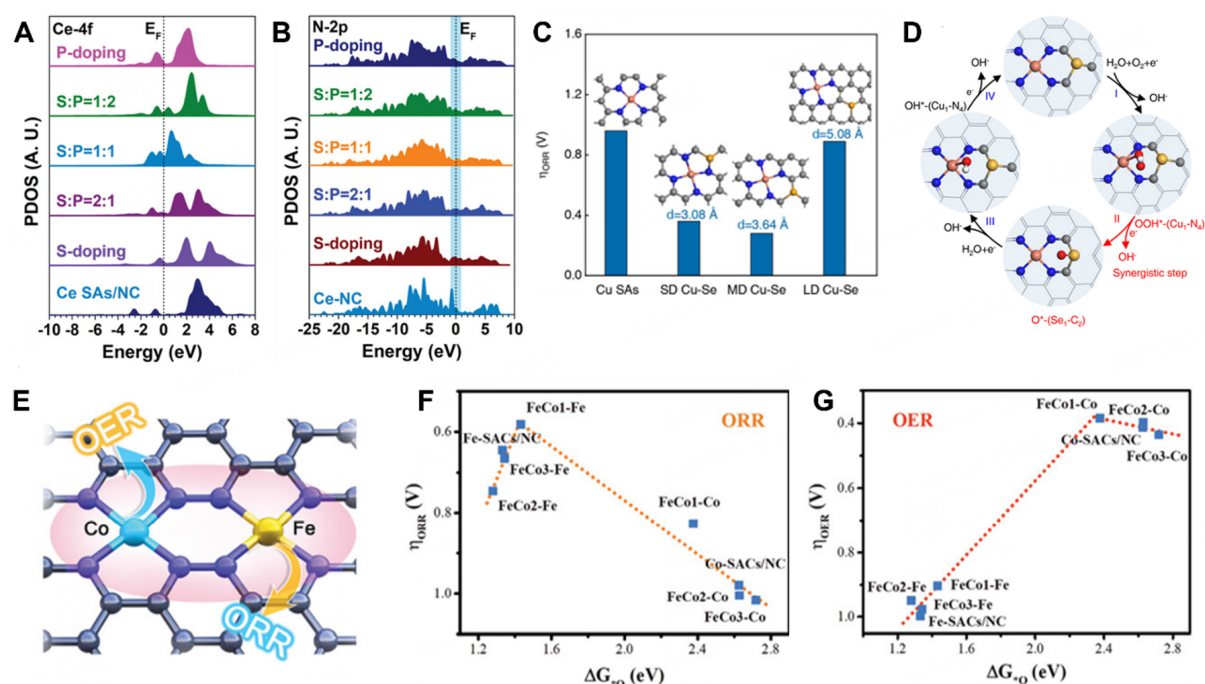 A
Ce-4f
E_F
P-doping
S:P=1:2
S:P=1:1
S:P=2:1
S-doping
Ce SAs/NC
PDOS (A. U.)
-10 -8 -6 -4 -2 0 2 4 6 8
Energy (eV)
B
N-2p
E_F
P-doping
S:P=1:2
S:P=1:1
S:P=2:1
S-doping
Ce-NC
PDOS (A. U.)
-25 -20 -15 -10 -5 0 5 10
Energy (eV)
C
1.6
1.2
0.8
0.4
0.0
η_ORR (V)
d=3.08 Å
d=3.64 Å
d=5.08 Å
Cu SAs SD Cu-Se MD Cu-Se LD Cu-Se
D
OH⁻
e⁻
IV
OH*-(Cu₁-N₄)
H₂O+O₂+e⁻
I
OH⁻
II
OOH*-(Cu₁-N₄)
e⁻
OH⁻
Synergistic step
III
OH⁻
H₂O+e⁻
O*-(Se₁-C₂)
E
OER
Co
Fe
ORR
F
ORR
FeCo1-Fe
Fe-SACs/NC
FeCo3-Fe
FeCo2-Fe
FeCo1-Co
Co-SACs/NC
FeCo2-Co
FeCo3-Co
0.6
0.8
1.0
η_ORR (V)
1.2 1.6 2.0 2.4 2.8
ΔG_*O (eV)
G
OER
FeCo1-Co
FeCo2-Co
Co-SACs/NC
FeCo3-Co
FeCo2-Fe
FeCo1-Fe
FeCo3-Fe
Fe-SACs/NC
0.4
0.6
0.8
1.0
η_OER (V)
1.2 1.6 2.0 2.4 2.8
ΔG_*O (eV)